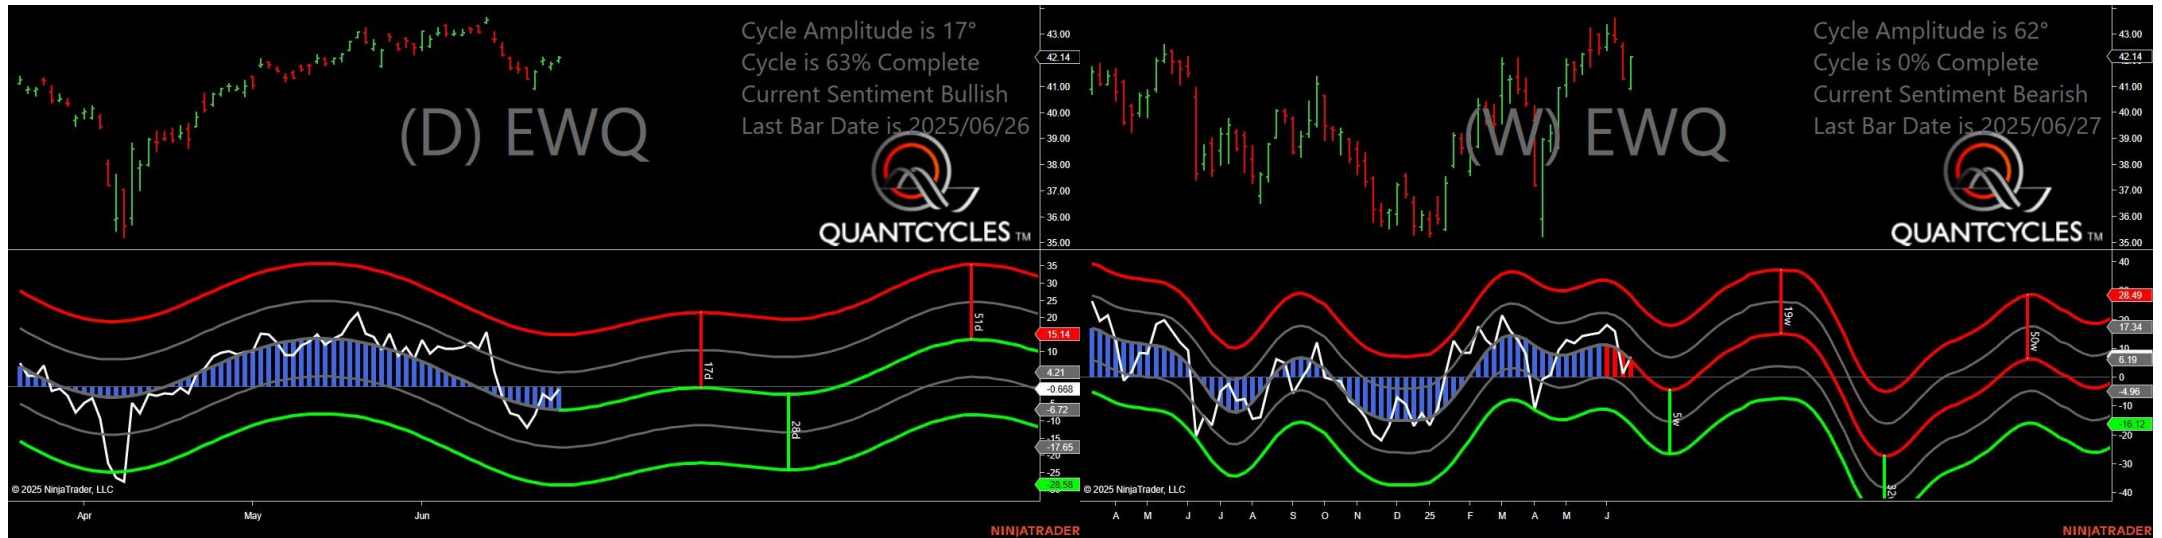 Cycle Amplitude is 17°
Cycle is 63% Complete
Current Sentiment Bullish
Last Bar Date is 2025/06/26
(D) EWQ
QUANTCYCLES TM
43.00
42.14
41.00
40.00
39.00
38.00
37.00
36.00
35.00
35
30
25
20
15.14
10
4.21
-0.668
-6.72
-10
-15
-17.65
-20
-25
-28.58
17d
28d
51d
© 2025 NinjaTrader, LLC
Apr May Jun
NINJATRADER
Cycle Amplitude is 62°
Cycle is 0% Complete
Current Sentiment Bearish
Last Bar Date is 2025/06/27
(W) EWQ
QUANTCYCLES TM
43.00
42.14
41.00
40.00
39.00
38.00
37.00
36.00
35.00
40
28.49
20
17.34
10
6.19
0
-4.96
-10
-16.12
-20
-30
-40
5w
19w
50w
© 2025 NinjaTrader, LLC
A M J J A S O N D 25 F M A M J
NINJATRADER